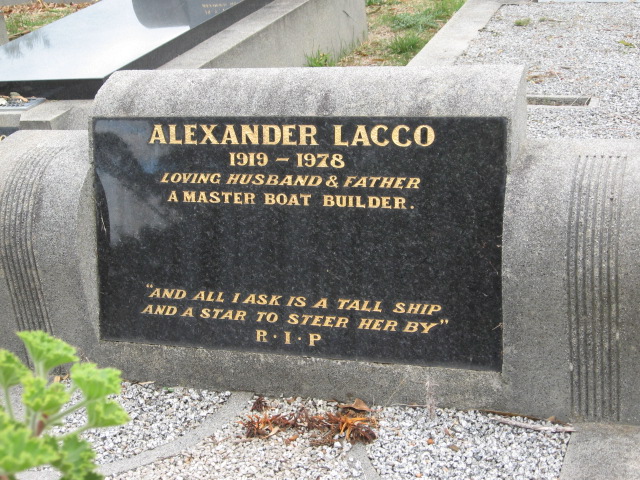 ALEXANDER LACCO
1919 - 1978
LOVING HUSBAND & FATHER
A MASTER BOAT BUILDER.
"AND ALL I ASK IS A TALL SHIP
AND A STAR TO STEER HER BY"
R·I·P